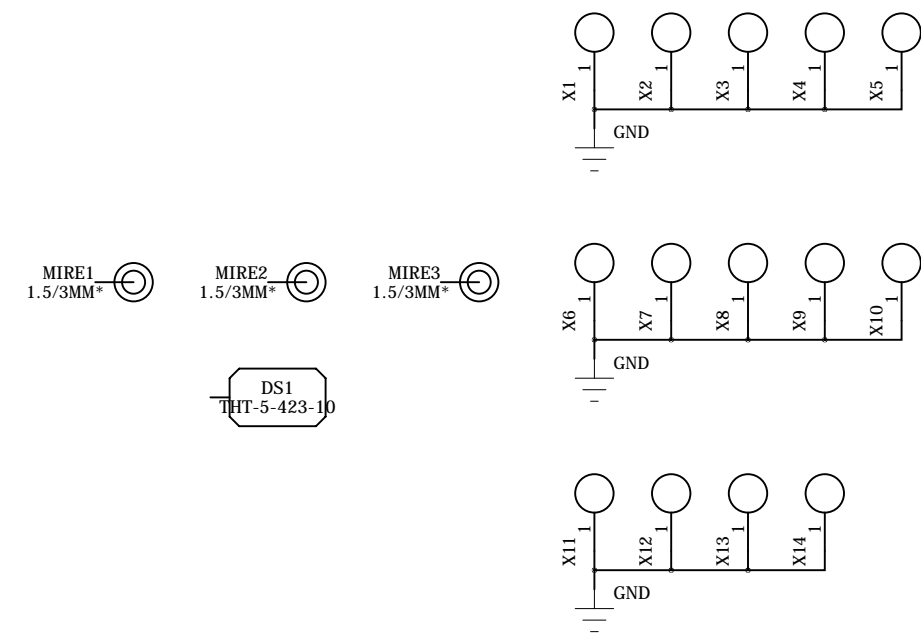 X1 1 X2 1 X3 1 X4 1 X5 1
GND
MIRE1
1.5/3MM*
MIRE2
1.5/3MM*
MIRE3
1.5/3MM*
X6 1 X7 1 X8 1 X9 1 X10 1
GND
DS1
THT-5-423-10
X11 1 X12 1 X13 1 X14 1
GND